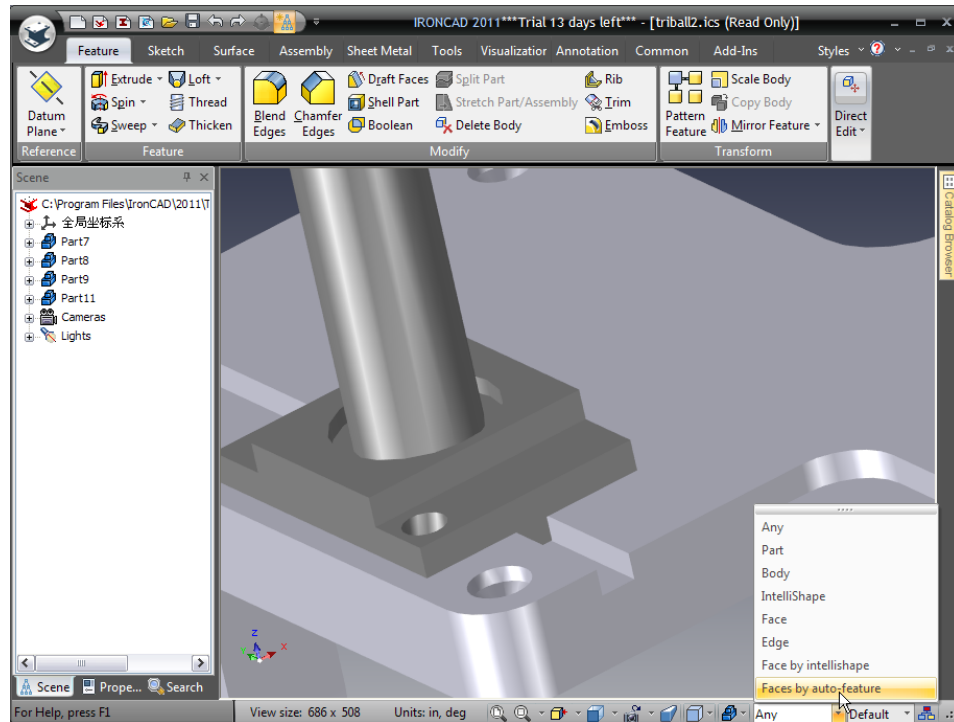 IRONCAD 2011***Trial 13 days left*** - [triball2.ics (Read Only)]
Feature Sketch Surface Assembly Sheet Metal Tools Visualization Annotation Common Add-Ins Styles
Extrude Loft Draft Faces Split Part Rib Scale Body
Spin Thread Shell Part Stretch Part/Assembly Trim Copy Body
Datum Plane Sweep Thicken Blend Edges Chamfer Edges Boolean Delete Body Emboss Pattern Feature Mirror Feature Direct Edit
Reference Feature Modify Transform
Scene
C:\Program Files\IronCAD\2011\T
全局坐标系
Part7
Part8
Part9
Part11
Cameras
Lights
Catalog Browser
z
x
Any
Part
Body
IntelliShape
Face
Edge
Face by intellishape
Faces by auto-feature
Scene Prope... Search
For Help, press F1 View size: 686 x 508 Units: in, deg Any Default